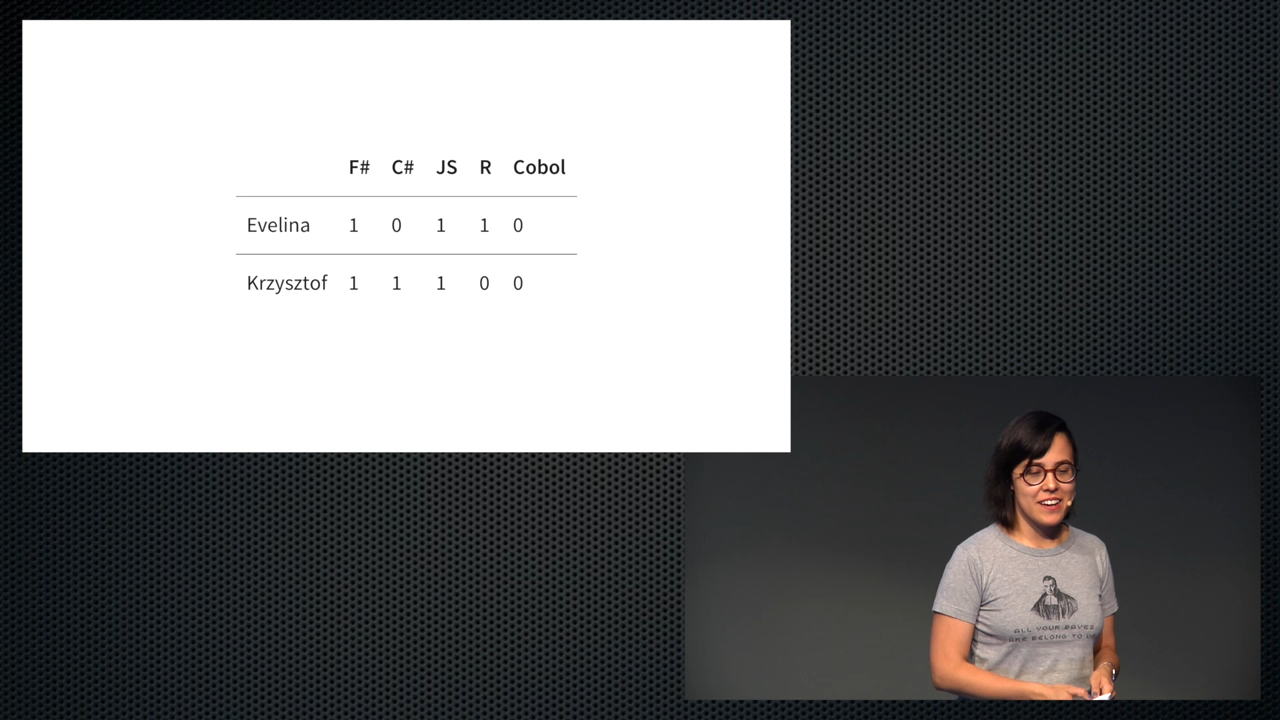 F# C# JS R Cobol
Evelina 1 0 1 1 0
Krzysztof 1 1 1 0 0
ALL YOUR BAYES
ARE BELONG TO US